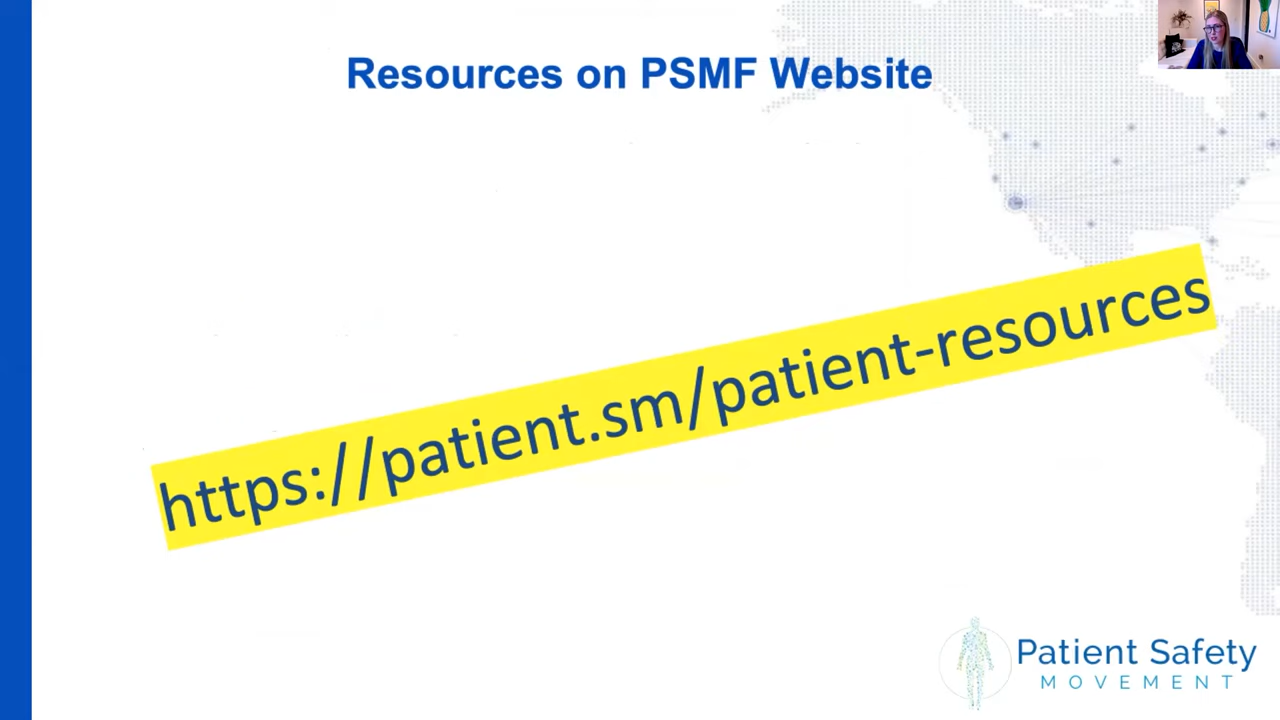 Resources on PSMF Website
https://patient.sm/patient-resources
Patient Safety
MOVEMENT